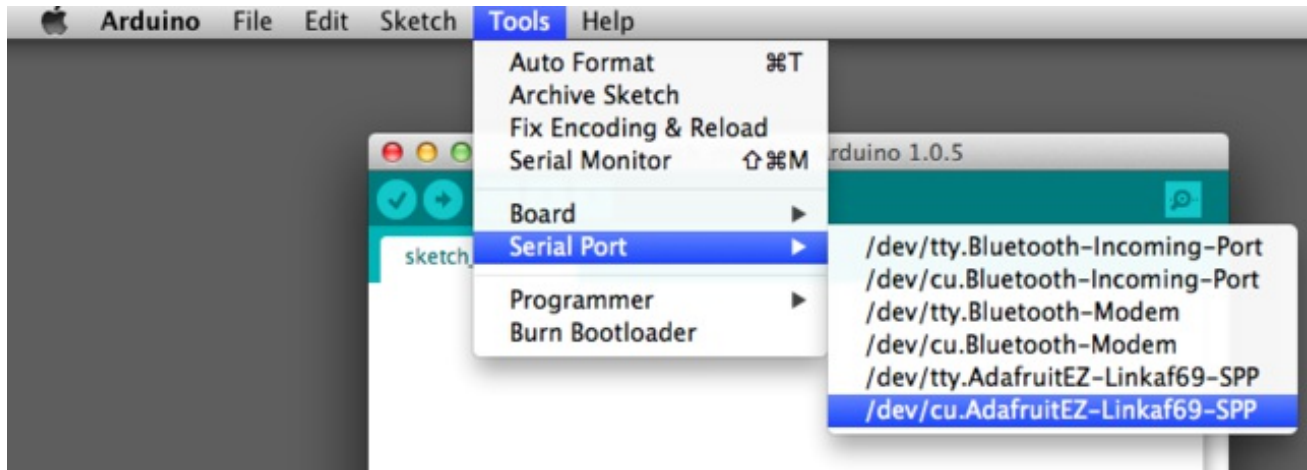 Arduino File Edit Sketch Tools Help
Auto Format ⌘T
Archive Sketch
Fix Encoding & Reload
Serial Monitor ⇧⌘M
rduino 1.0.5
Board
Serial Port
sketch_
Programmer
Burn Bootloader
/dev/tty.Bluetooth-Incoming-Port
/dev/cu.Bluetooth-Incoming-Port
/dev/tty.Bluetooth-Modem
/dev/cu.Bluetooth-Modem
/dev/tty.AdafruitEZ-Linkaf69-SPP
/dev/cu.AdafruitEZ-Linkaf69-SPP